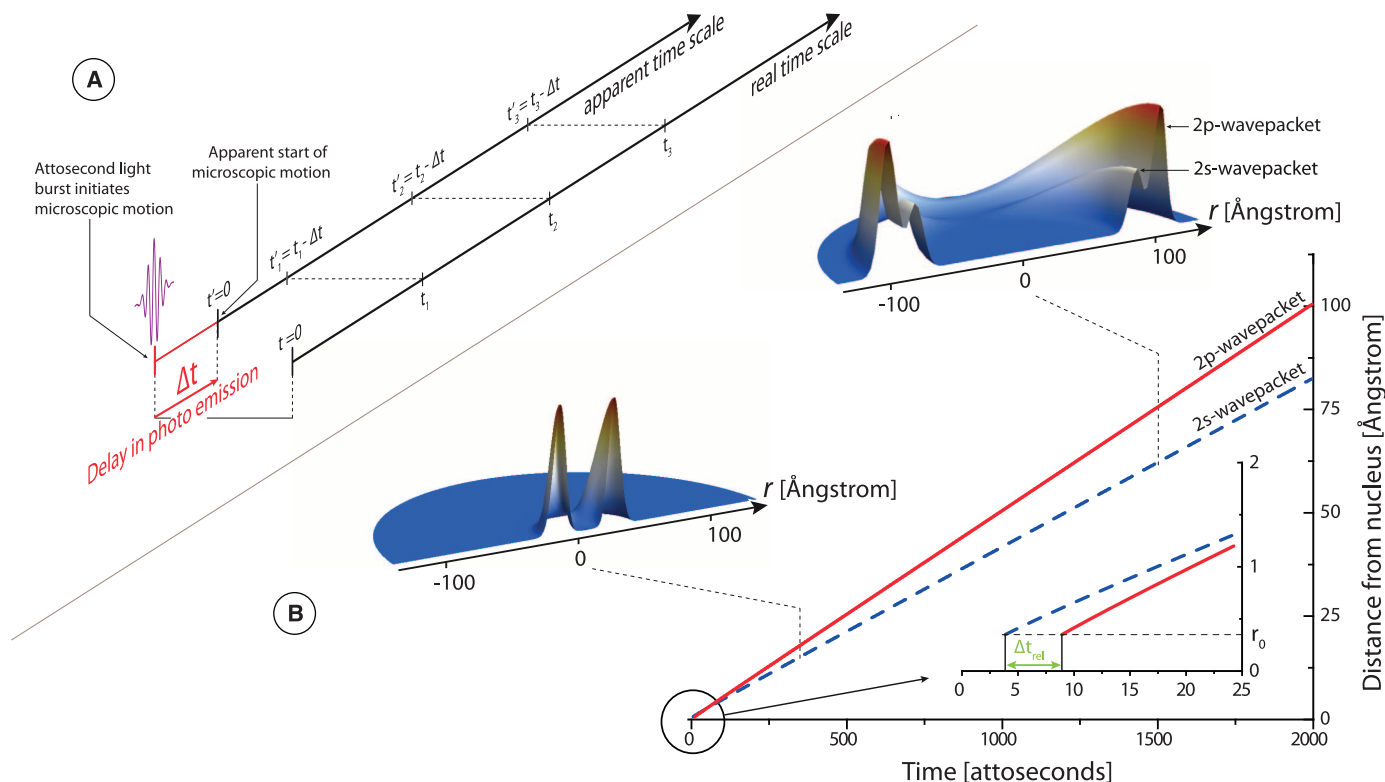 A
Attosecond light
burst initiates
microscopic motion
Apparent start of
microscopic motion
apparent time scale
real time scale
t'₃ = t₃ - Δt
t'₂ = t₂ - Δt
t'₁ = t₁ - Δt
t'=0
t =0
t₁
t₂
t₃
Δt
Delay in photo emission
2p-wavepacket
2s-wavepacket
r [Ångstrom]
-100
0
100
r [Ångstrom]
-100
0
100
B
2p-wavepacket
2s-wavepacket
100
75
50
25
0
Distance from nucleus [Ångstrom]
2
1
r₀
0
Δt_rel
0 5 10 15 20 25
0 500 1000 1500 2000
Time [attoseconds]